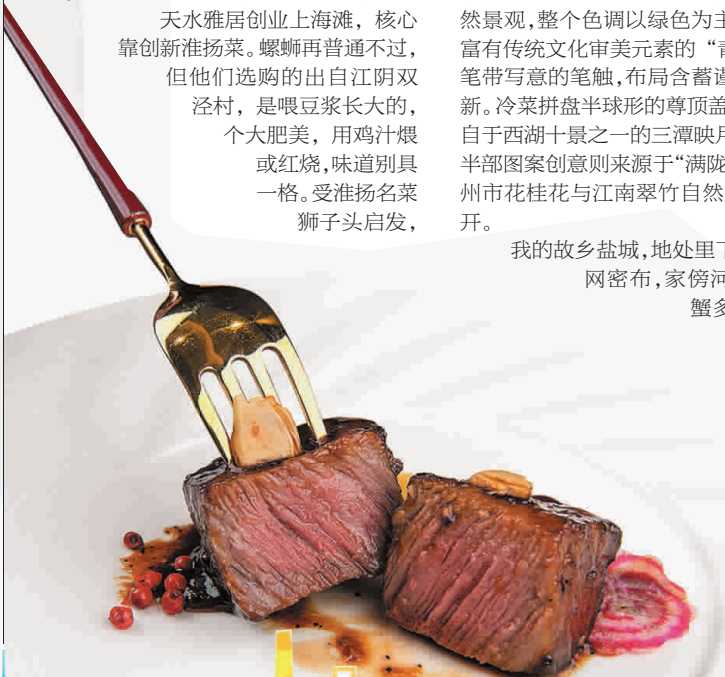 天水雅居创业上海滩，核心
靠创新淮扬菜。螺蛳再普通不过，
但他们选购的出自江阴双
泾村，是喂豆浆长大的，
个大肥美，用鸡汁煨
或红烧，味道别具
一格。受淮扬名菜
狮子头启发，
然景观，整个色调以绿色为主
富有传统文化审美元素的“青
笔带写意的笔触，布局含蓄谨
新。冷菜拼盘半球形的尊顶盖
自于西湖十景之一的三潭映月
半部图案创意则来源于“满陇
州市花桂花与江南翠竹自然
开。
我的故乡盐城，地处里下
网密布，家傍河
蟹多